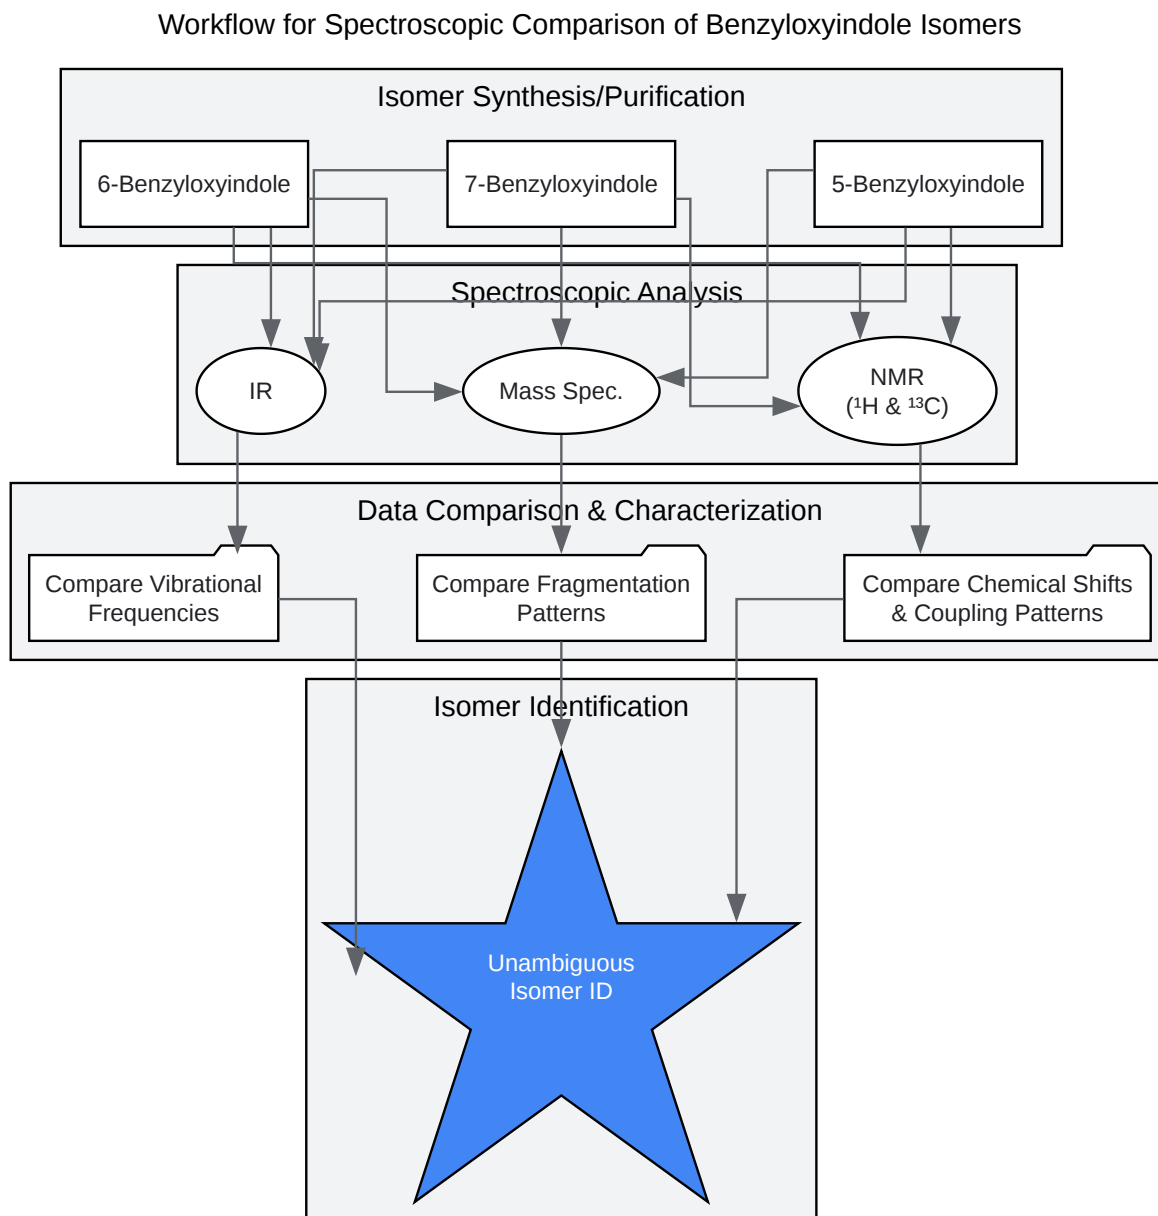 Workflow for Spectroscopic Comparison of Benzyloxyindole Isomers
Isomer Synthesis/Purification
6-Benzyloxyindole
7-Benzyloxyindole
5-Benzyloxyindole
Spectroscopic Analysis
IR
Mass Spec.
NMR
(¹H & ¹³C)
Data Comparison & Characterization
Compare Vibrational
Frequencies
Compare Fragmentation
Patterns
Compare Chemical Shifts
& Coupling Patterns
Isomer Identification
Unambiguous
Isomer ID